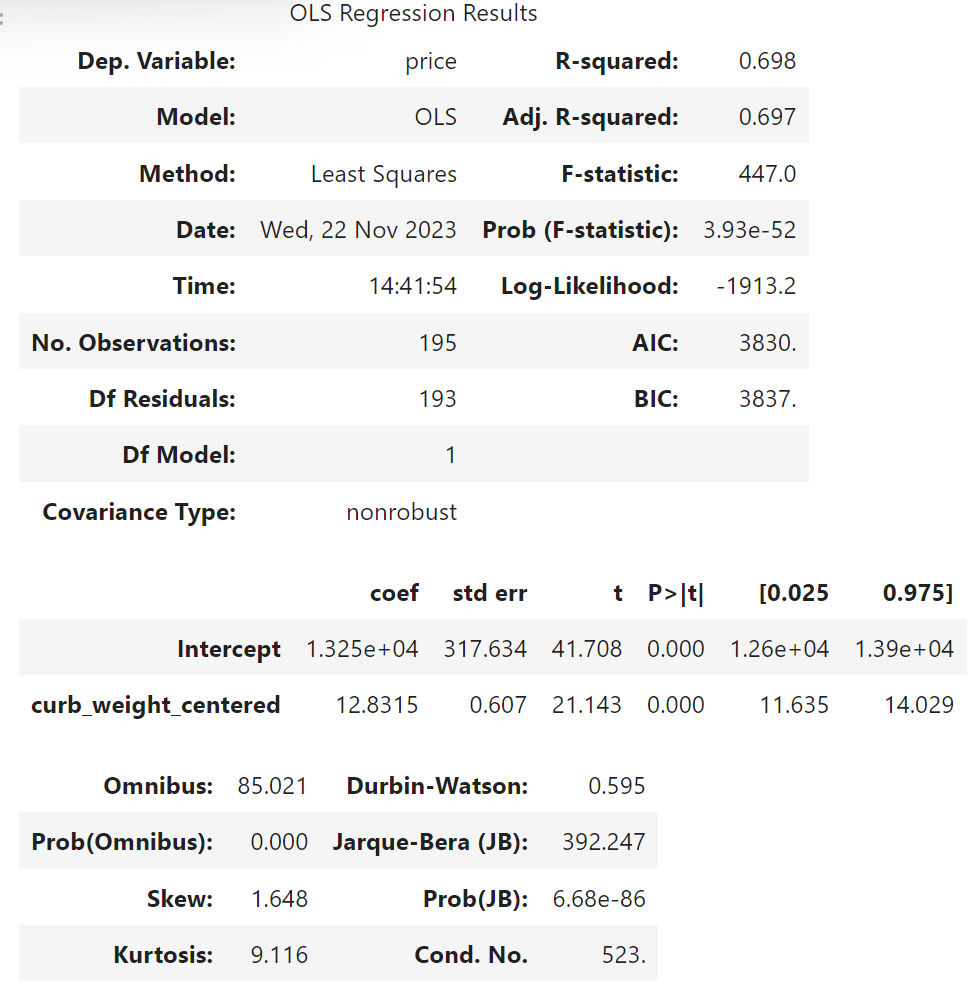 OLS Regression Results
Dep. Variable: price R-squared: 0.698
Model: OLS Adj. R-squared: 0.697
Method: Least Squares F-statistic: 447.0
Date: Wed, 22 Nov 2023 Prob (F-statistic): 3.93e-52
Time: 14:41:54 Log-Likelihood: -1913.2
No. Observations: 195 AIC: 3830.
Df Residuals: 193 BIC: 3837.
Df Model: 1
Covariance Type: nonrobust
coef std err t P>|t| [0.025 0.975]
Intercept 1.325e+04 317.634 41.708 0.000 1.26e+04 1.39e+04
curb_weight_centered 12.8315 0.607 21.143 0.000 11.635 14.029
Omnibus: 85.021 Durbin-Watson: 0.595
Prob(Omnibus): 0.000 Jarque-Bera (JB): 392.247
Skew: 1.648 Prob(JB): 6.68e-86
Kurtosis: 9.116 Cond. No. 523.